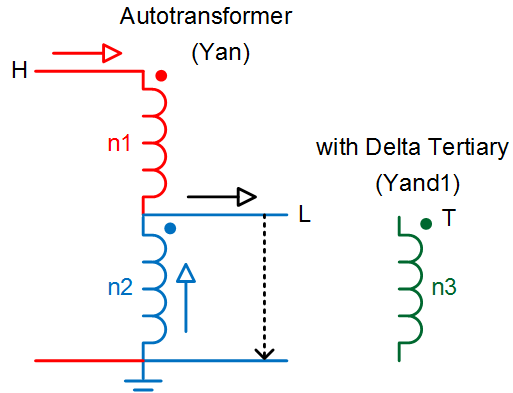 Autotransformer
(Yan)
H
n1
with Delta Tertiary
(Yand1)
L
T
n2
n3